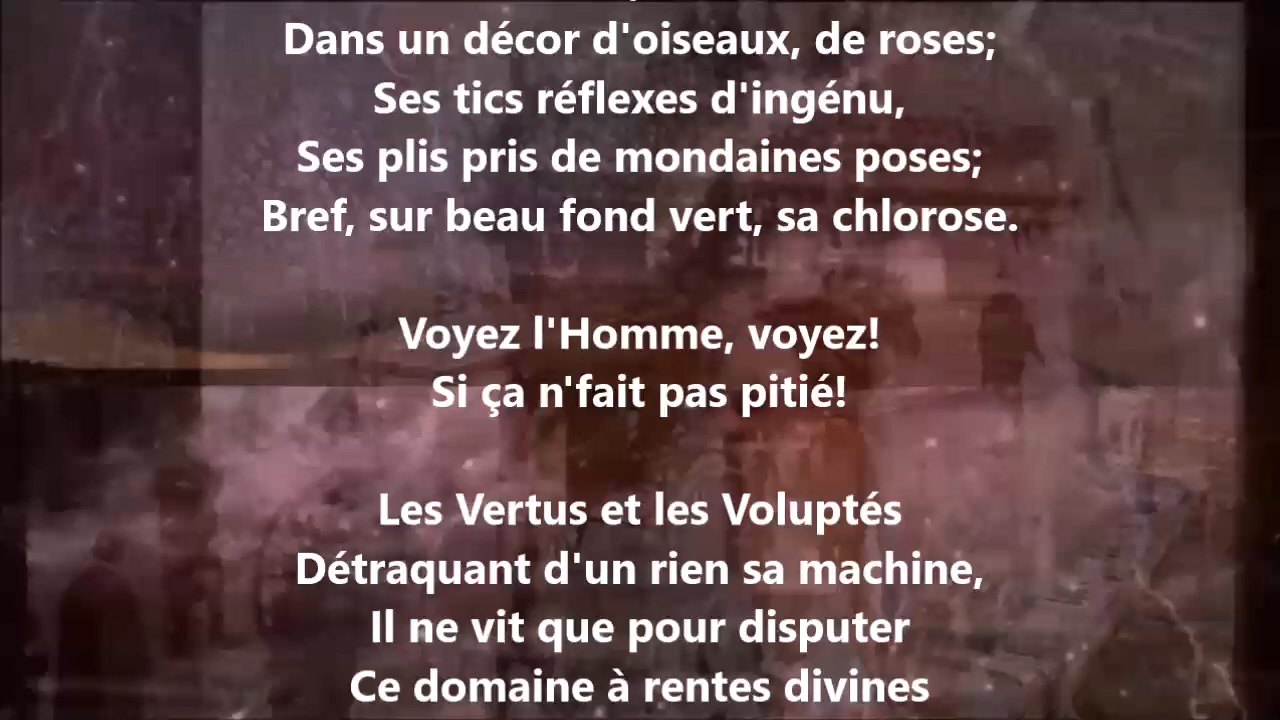 Dans un décor d'oiseaux, de roses;
Ses tics réflexes d'ingénu,
Ses plis pris de mondaines poses;
Bref, sur beau fond vert, sa chlorose.
Voyez l'Homme, voyez!
Si ça n'fait pas pitié!
Les Vertus et les Voluptés
Détraquant d'un rien sa machine,
Il ne vit que pour disputer
Ce domaine à rentes divines